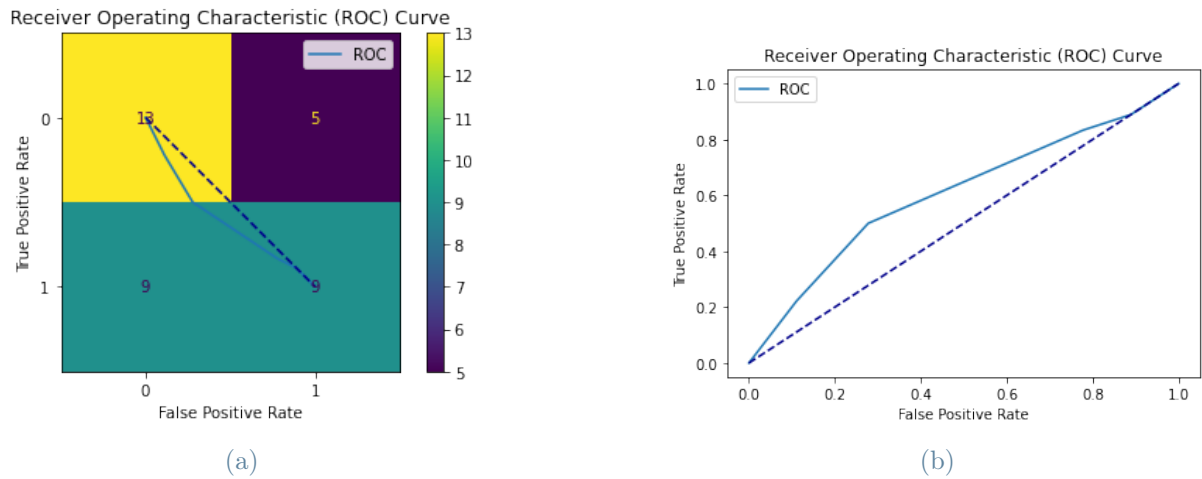 Receiver Operating Characteristic (ROC) Curve
ROC
0
13
5
True Positive Rate
1
9
9
0
1
False Positive Rate
13
12
11
10
9
8
7
6
5
(a)
Receiver Operating Characteristic (ROC) Curve
ROC
1.0
0.8
0.6
0.4
0.2
0.0
True Positive Rate
0.0
0.2
0.4
0.6
0.8
1.0
False Positive Rate
(b)